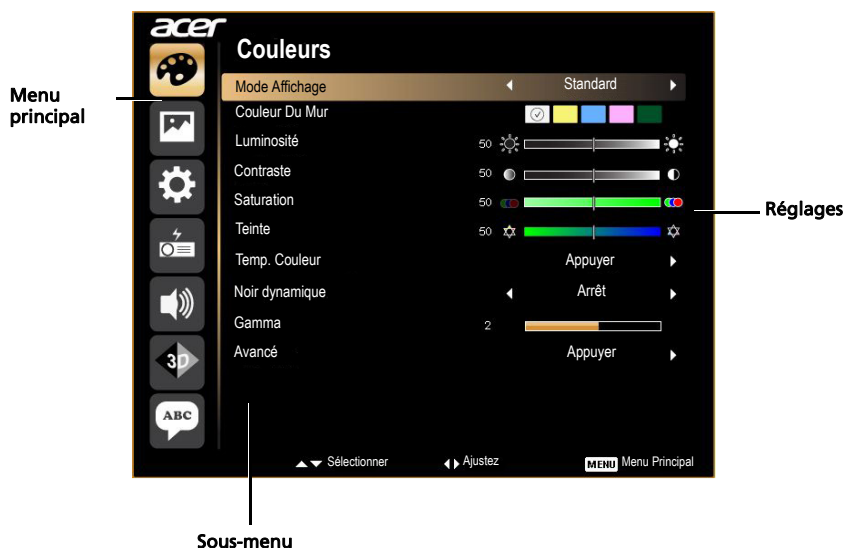 acer
Couleurs
Menu
principal
Mode Affichage Standard
Couleur Du Mur
Luminosité 50
Contraste 50
Saturation 50
Réglages
Teinte 50
Temp. Couleur Appuyer
Noir dynamique Arrêt
Gamma 2
Avancé Appuyer
3D
ABC
Sélectionner Ajustez MENU Menu Principal
Sous-menu